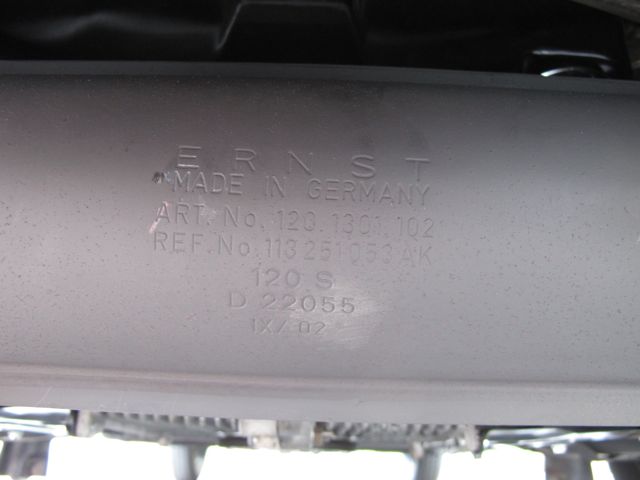 ERNST
MADE IN GERMANY
ART. No. 120.1301.102
REF. No. 113 251 053 AK
120 S
D 22055
IX/02